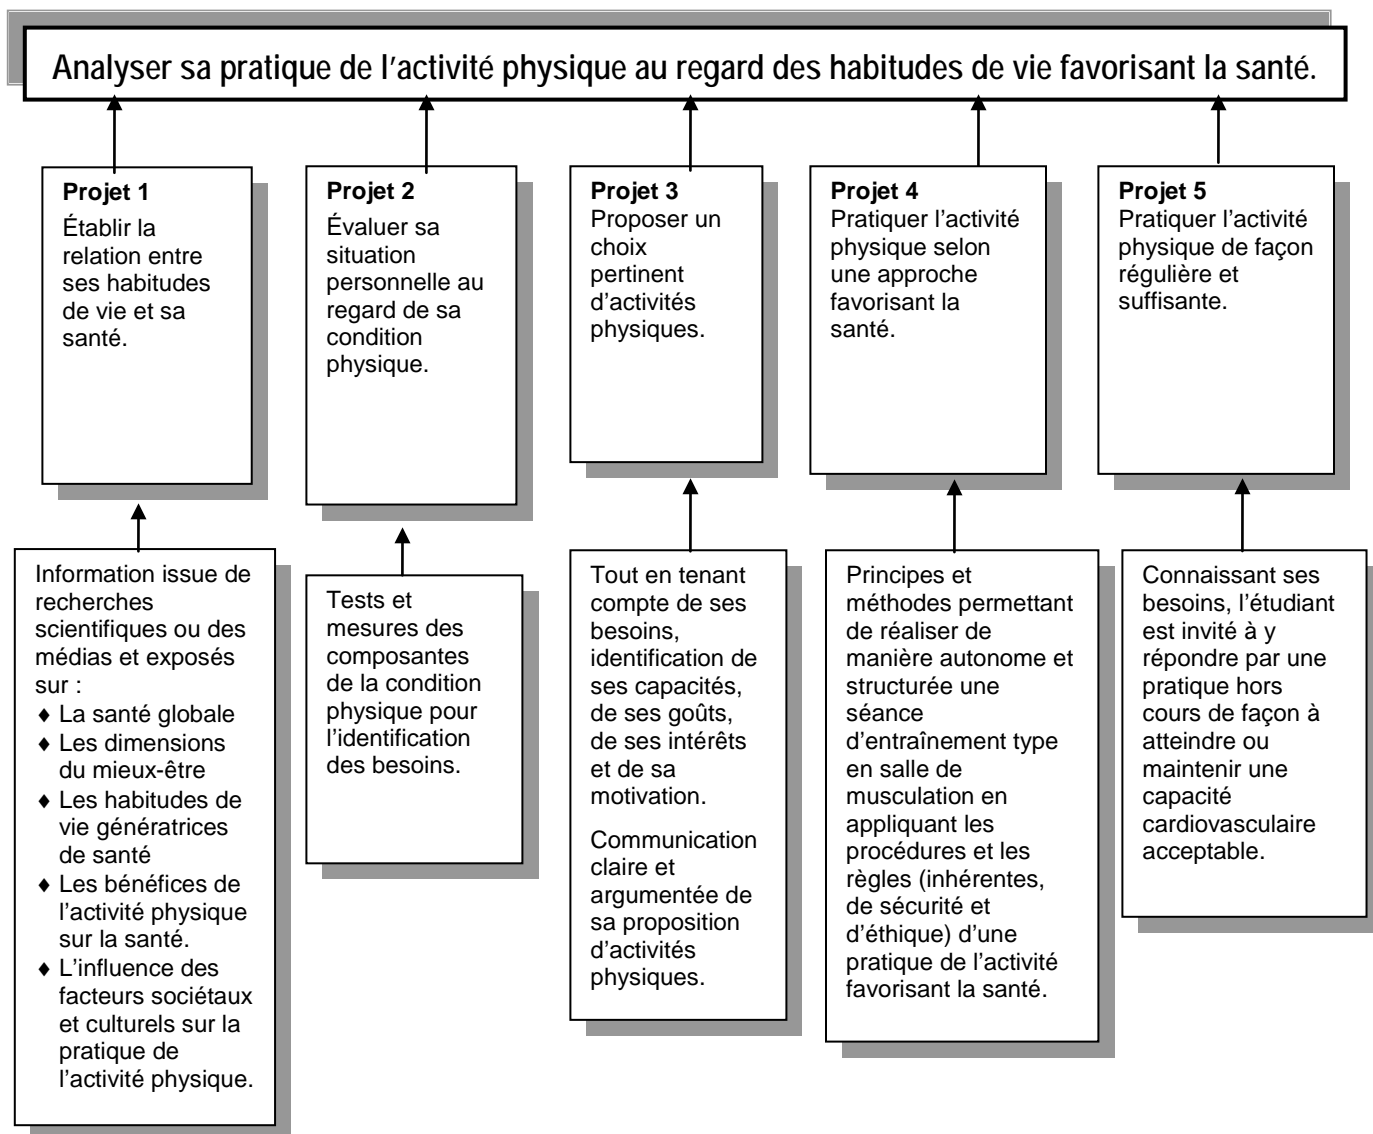 Analyser sa pratique de l'activité physique au regard des habitudes de vie favorisant la santé.
Projet 1
Établir la
relation entre
ses habitudes
de vie et sa
santé.
Projet 2
Évaluer sa
situation
personnelle au
regard de sa
condition
physique.
Projet 3
Proposer un
choix
pertinent
d'activités
physiques.
Projet 4
Pratiquer l'activité
physique selon
une approche
favorisant la
santé.
Projet 5
Pratiquer l'activité
physique de façon
régulière et
suffisante.
Information issue de
recherches
scientifiques ou des
médias et exposés
sur :
♦ La santé globale
♦ Les dimensions
du mieux-être
♦ Les habitudes de
vie génératrices
de santé
♦ Les bénéfices de
l'activité physique
sur la santé.
♦ L'influence des
facteurs sociétaux
et culturels sur la
pratique de
l'activité physique.
Tests et
mesures des
composantes
de la condition
physique pour
l'identification
des besoins.
Tout en tenant
compte de ses
besoins,
identification de
ses capacités,
de ses goûts,
de ses intérêts
et de sa
motivation.
Communication
claire et
argumentée de
sa proposition
d'activités
physiques.
Principes et
méthodes permettant
de réaliser de
manière autonome et
structurée une
séance
d'entraînement type
en salle de
musculation en
appliquant les
procédures et les
règles (inhérentes,
de sécurité et
d'éthique) d'une
pratique de l'activité
favorisant la santé.
Connaissant ses
besoins, l'étudiant
est invité à y
répondre par une
pratique hors
cours de façon à
atteindre ou
maintenir une
capacité
cardiovasculaire
acceptable.